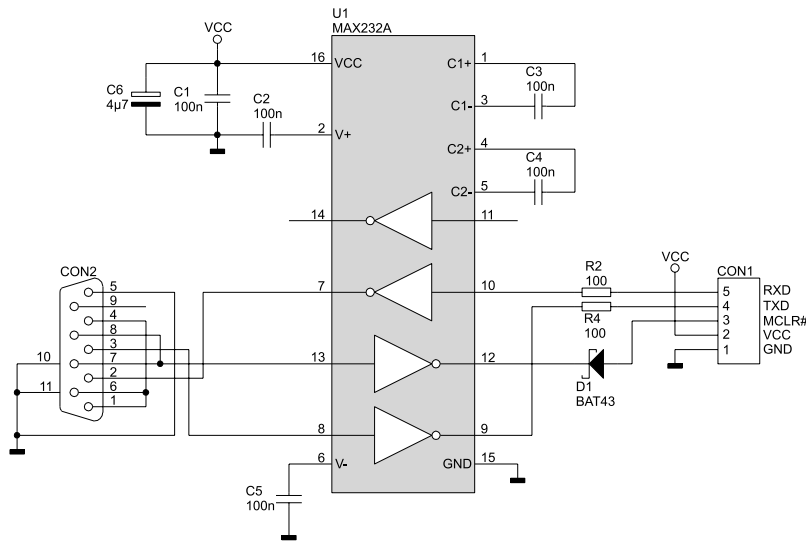 U1
MAX232A
VCC
16
VCC
C1+
1
C6
4µ7
C1
100n
C2
100n
C3
100n
C1-
3
2
V+
C2+
4
C4
100n
C2-
5
14
11
CON2
VCC
R2
100
CON1
7
10
5
RXD
4
TXD
R4
100
3
MCLR#
2
VCC
1
GND
5
9
4
8
3
10
7
2
11
6
1
13
12
D1
BAT43
8
9
6
V-
GND
15
C5
100n